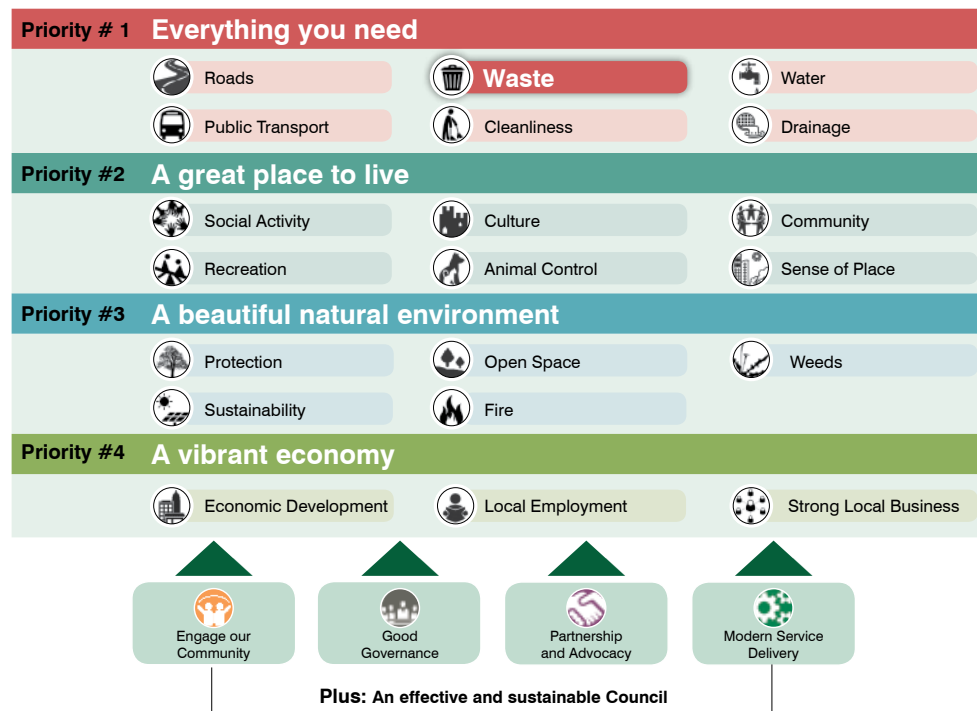 Priority # 1 Everything you need
Roads Waste Water
Public Transport Cleanliness Drainage
Priority #2 A great place to live
Social Activity Culture Community
Recreation Animal Control Sense of Place
Priority #3 A beautiful natural environment
Protection Open Space Weeds
Sustainability Fire
Priority #4 A vibrant economy
Economic Development Local Employment Strong Local Business
Engage our
Community
Good
Governance
Partnership
and Advocacy
Modern Service
Delivery
Plus: An effective and sustainable Council